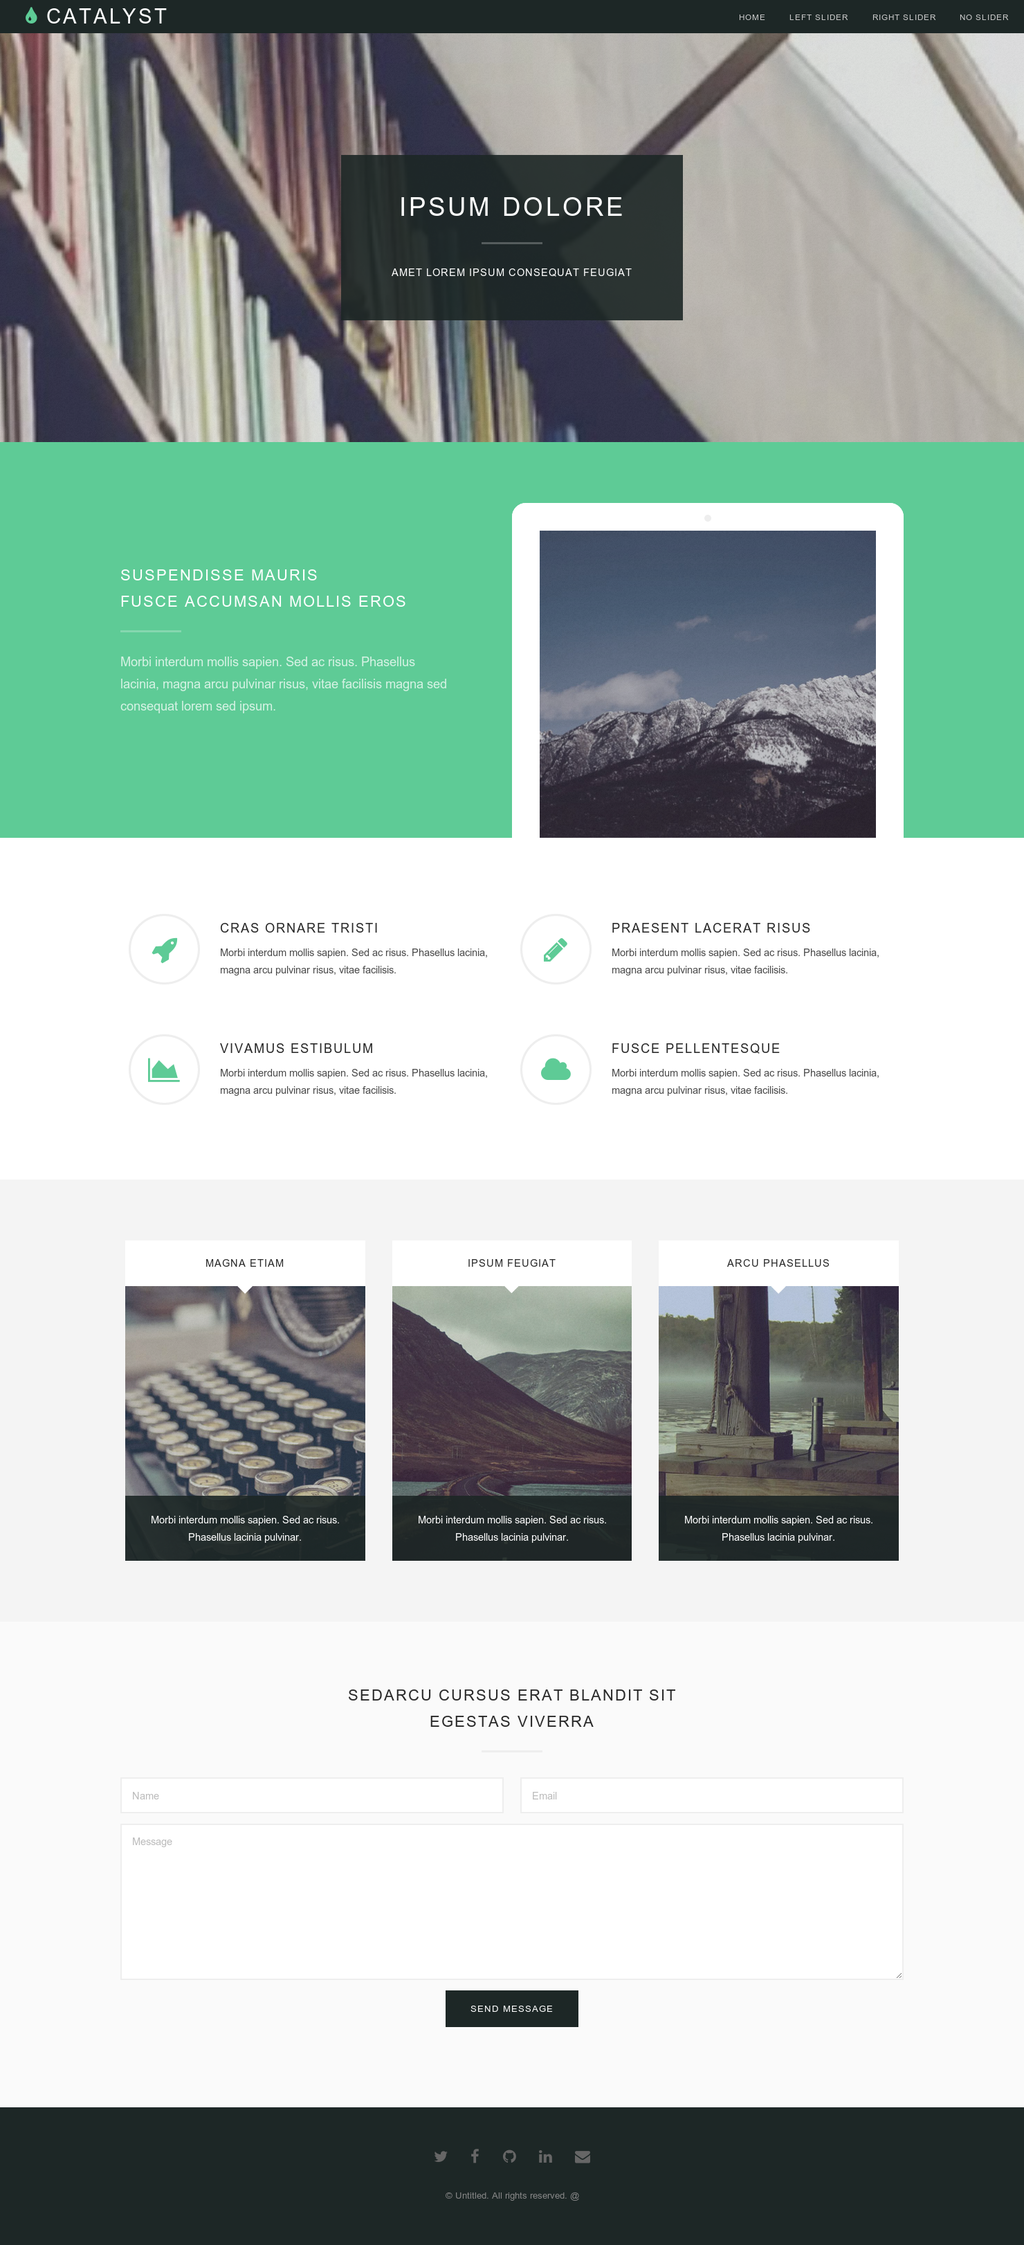 CATALYST
HOME LEFT SLIDER RIGHT SLIDER NO SLIDER
IPSUM DOLORE
AMET LOREM IPSUM CONSEQUAT FEUGIAT
SUSPENDISSE MAURIS
FUSCE ACCUMSAN MOLLIS EROS
Morbi interdum mollis sapien. Sed ac risus. Phasellus
lacinia, magna arcu pulvinar risus, vitae facilisis magna sed
consequat lorem sed ipsum.
CRAS ORNARE TRISTI
Morbi interdum mollis sapien. Sed ac risus. Phasellus lacinia,
magna arcu pulvinar risus, vitae facilisis.
PRAESENT LACERAT RISUS
Morbi interdum mollis sapien. Sed ac risus. Phasellus lacinia,
magna arcu pulvinar risus, vitae facilisis.
VIVAMUS ESTIBULUM
Morbi interdum mollis sapien. Sed ac risus. Phasellus lacinia,
magna arcu pulvinar risus, vitae facilisis.
FUSCE PELLENTESQUE
Morbi interdum mollis sapien. Sed ac risus. Phasellus lacinia,
magna arcu pulvinar risus, vitae facilisis.
MAGNA ETIAM
Morbi interdum mollis sapien. Sed ac risus.
Phasellus lacinia pulvinar.
IPSUM FEUGIAT
Morbi interdum mollis sapien. Sed ac risus.
Phasellus lacinia pulvinar.
ARCU PHASELLUS
Morbi interdum mollis sapien. Sed ac risus.
Phasellus lacinia pulvinar.
SEDARCU CURSUS ERAT BLANDIT SIT
EGESTAS VIVERRA
Name
Email
Message
SEND MESSAGE
© Untitled. All rights reserved. @